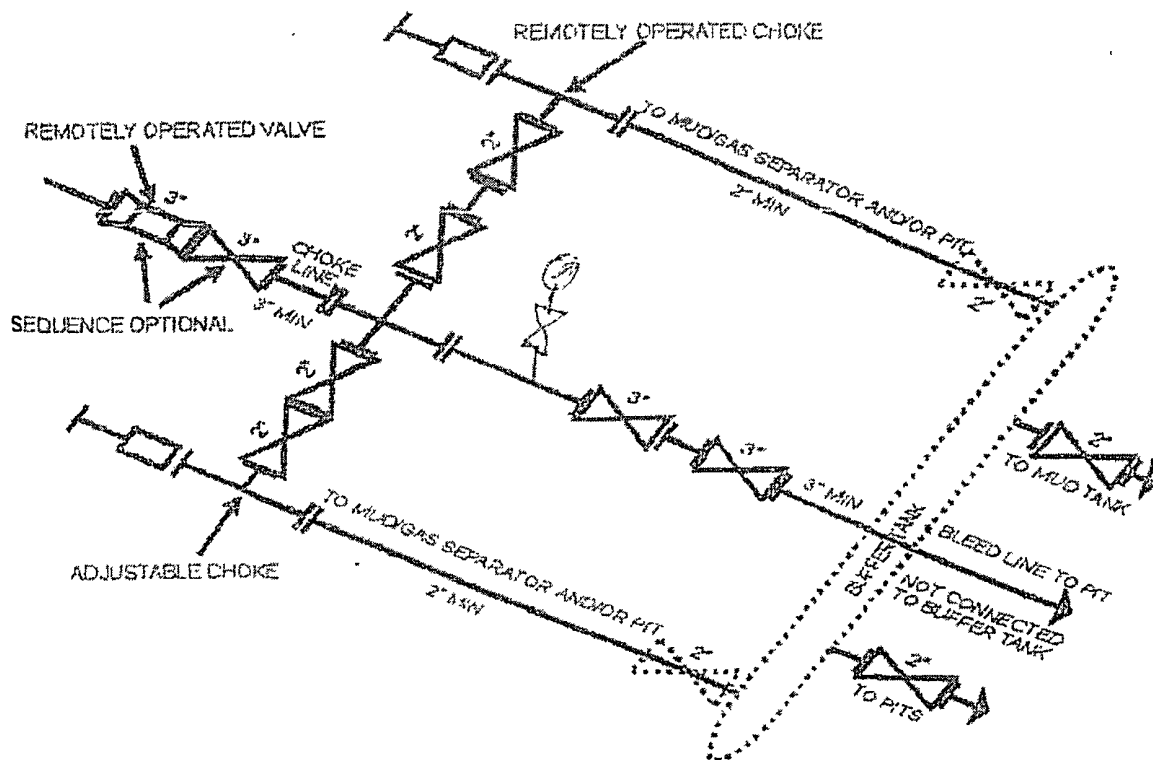 REMOTELY OPERATED CHOKE
REMOTELY OPERATED VALVE
TO MUD/GAS SEPARATOR AND/OR PIT
2" MIN
2"
2"
2"
3"
3"
CHOKE
LINE
3" MIN
SEQUENCE OPTIONAL
2"
2"
3"
3"
3" MIN
2"
TO MUD TANK
BUFFER TANK
BLEED LINE TO PIT
NOT CONNECTED
TO BUFFER TANK
ADJUSTABLE CHOKE
TO MUD/GAS SEPARATOR AND/OR PIT
2" MIN
2"
2"
TO PITS